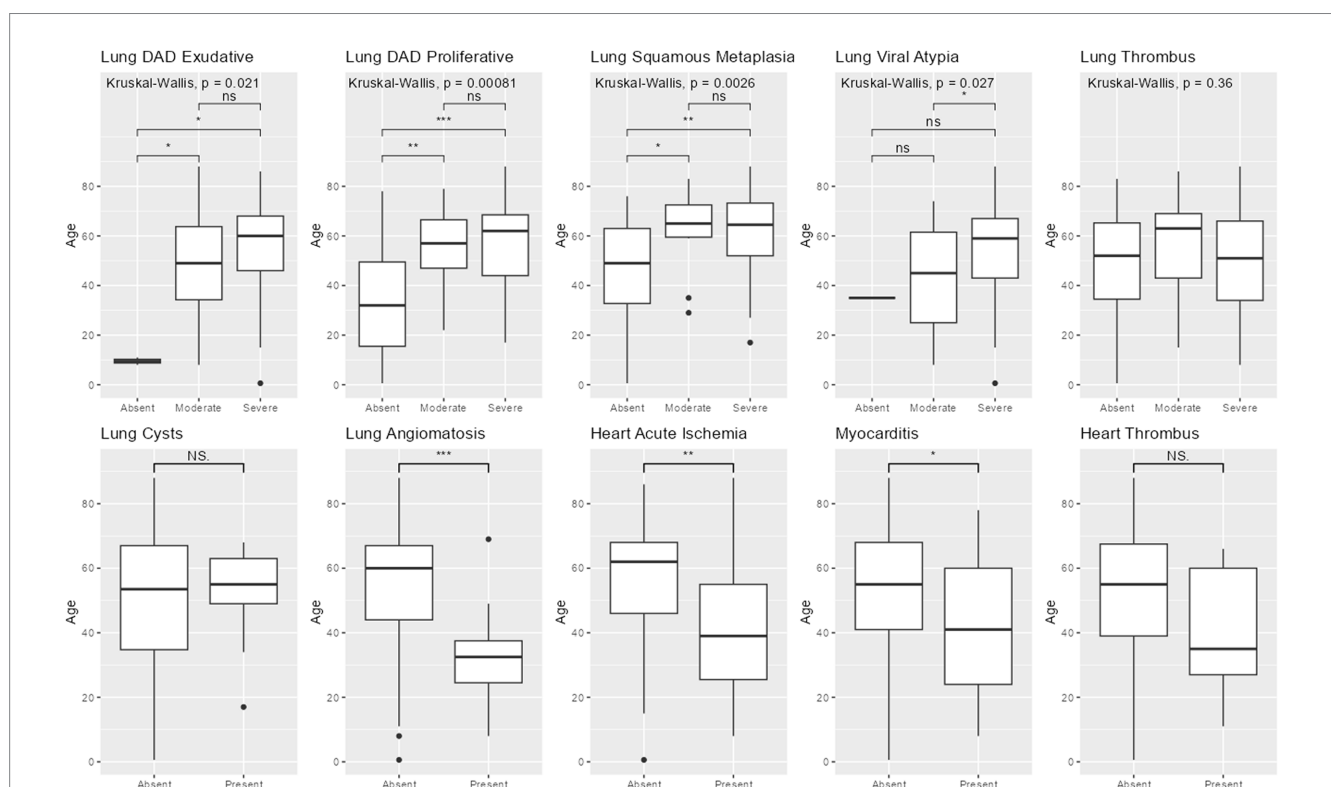 Lung DAD Exudative
Kruskal-Wallis, p = 0.021
ns
*
*
Age
80
60
40
20
0
Absent Moderate Severe
Lung DAD Proliferative
Kruskal-Wallis, p = 0.00081
ns
***
**
Age
80
60
40
20
0
Absent Moderate Severe
Lung Squamous Metaplasia
Kruskal-Wallis, p = 0.0026
ns
**
*
Age
80
60
40
20
0
Absent Moderate Severe
Lung Viral Atypia
Kruskal-Wallis, p = 0.027
*
ns
ns
Age
80
60
40
20
0
Absent Moderate Severe
Lung Thrombus
Kruskal-Wallis, p = 0.36
Age
80
60
40
20
0
Absent Moderate Severe
Lung Cysts
NS.
Age
80
60
40
20
0
Absent Present
Lung Angiomatosis
***
Age
80
60
40
20
0
Absent Present
Heart Acute Ischemia
**
Age
80
60
40
20
0
Absent Present
Myocarditis
*
Age
80
60
40
20
0
Absent Present
Heart Thrombus
NS.
Age
80
60
40
20
0
Absent Present